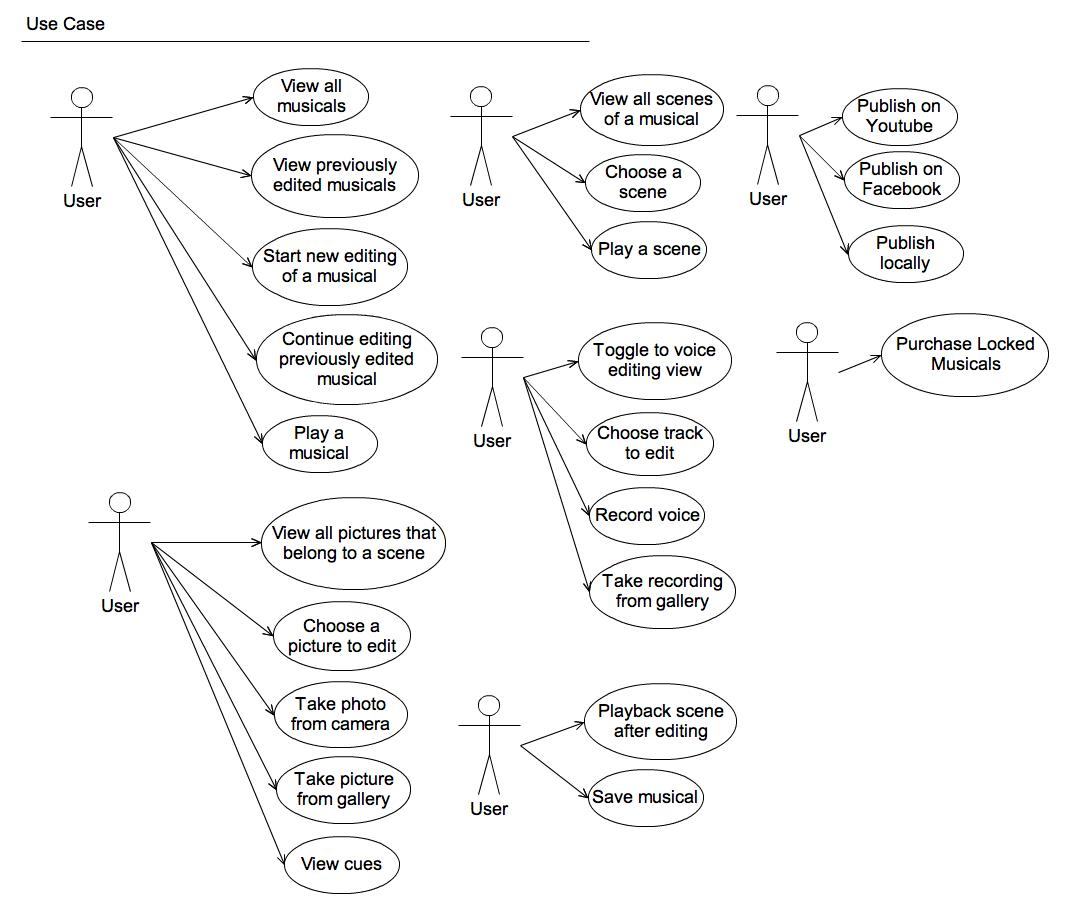 Use Case
View all
musicals
View previously
edited musicals
Start new editing
of a musical
Continue editing
previously edited
musical
Play a
musical
User
View all scenes
of a musical
Choose a
scene
Play a scene
User
Publish on
Youtube
Publish on
Facebook
Publish
locally
User
Toggle to voice
editing view
Choose track
to edit
Record voice
Take recording
from gallery
User
Purchase Locked
Musicals
User
View all pictures that
belong to a scene
Choose a
picture to edit
Take photo
from camera
Take picture
from gallery
View cues
User
Playback scene
after editing
Save musical
User